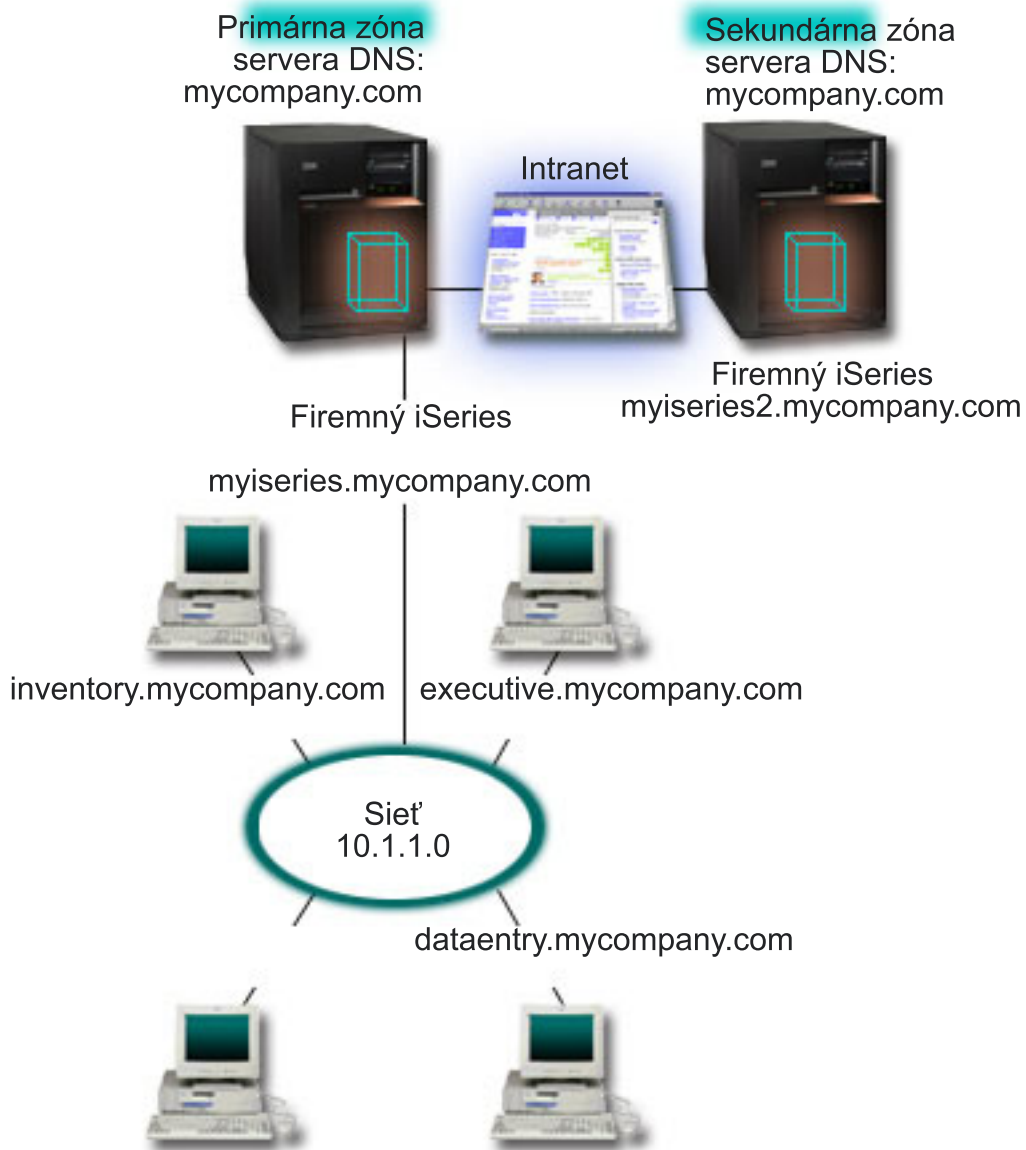 Primárna zóna
servera DNS:
mycompany.com
Sekundárna zóna
servera DNS:
mycompany.com
Intranet
Firemný iSeries
myiseries2.mycompany.com
Firemný iSeries
myiseries.mycompany.com
inventory.mycompany.com
executive.mycompany.com
Sieť
10.1.1.0
dataentry.mycompany.com